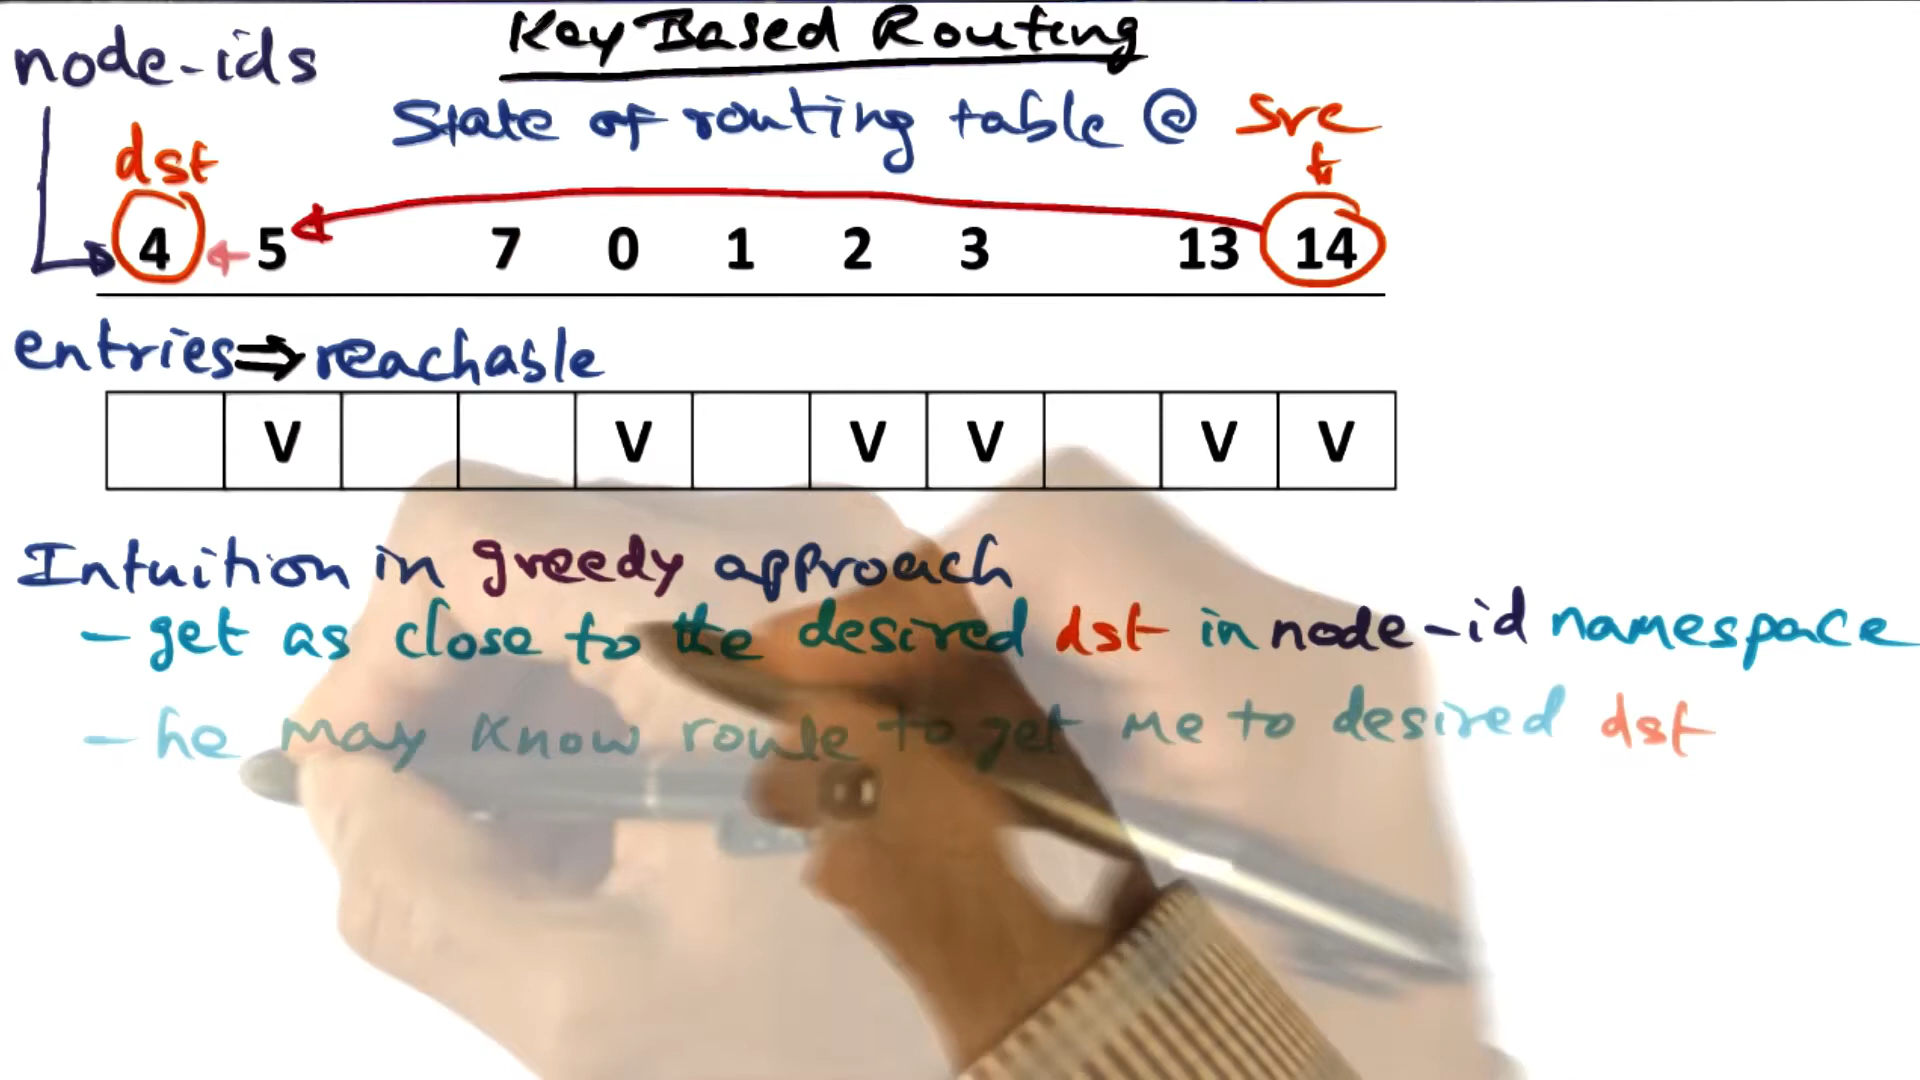 Key Based Routing
node-ids
State of routing table @ src
dst
4 5 7 0 1 2 3 13 14
entries ⇒ reachable
V V V V V V
Intuition in greedy approach
- get as close to the desired dst in node-id namespace
- he may know route to get me to desired dst